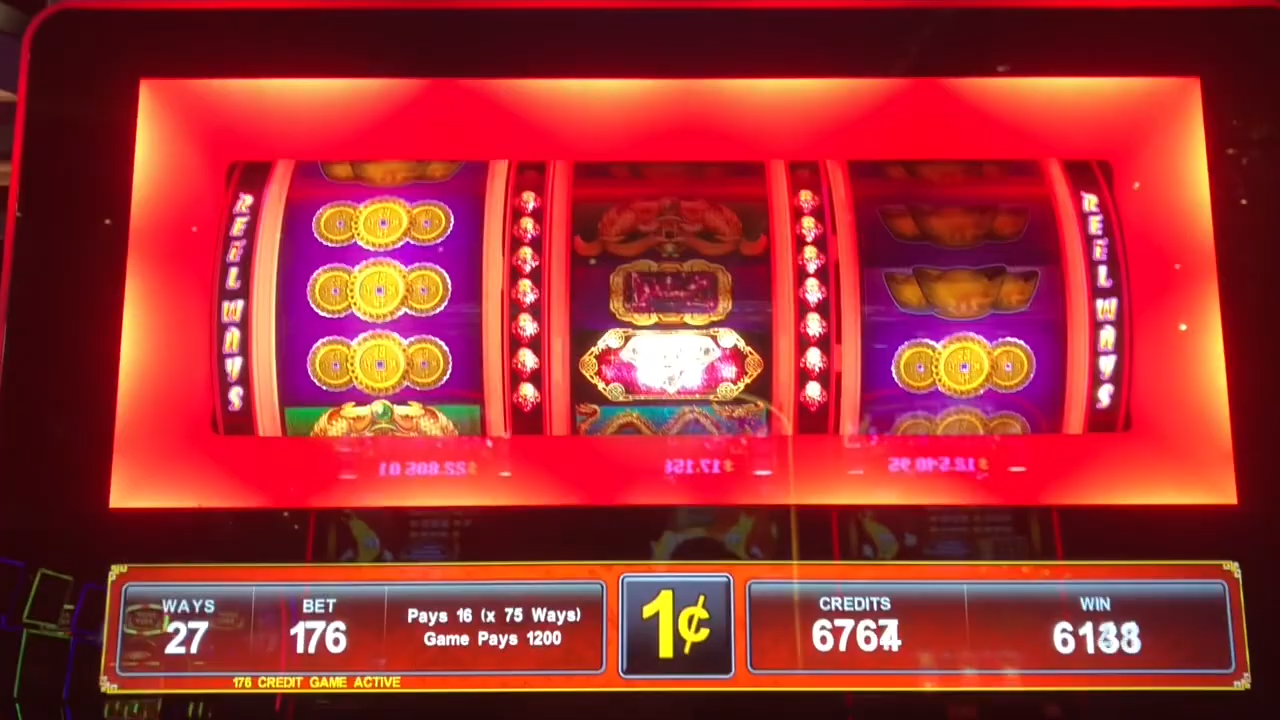 REEL WAYS
REEL WAYS
WAYS
27
BET
176
Pays 16 (x 75 Ways)
Game Pays 1200
1¢
CREDITS
WIN
176 CREDIT GAME ACTIVE